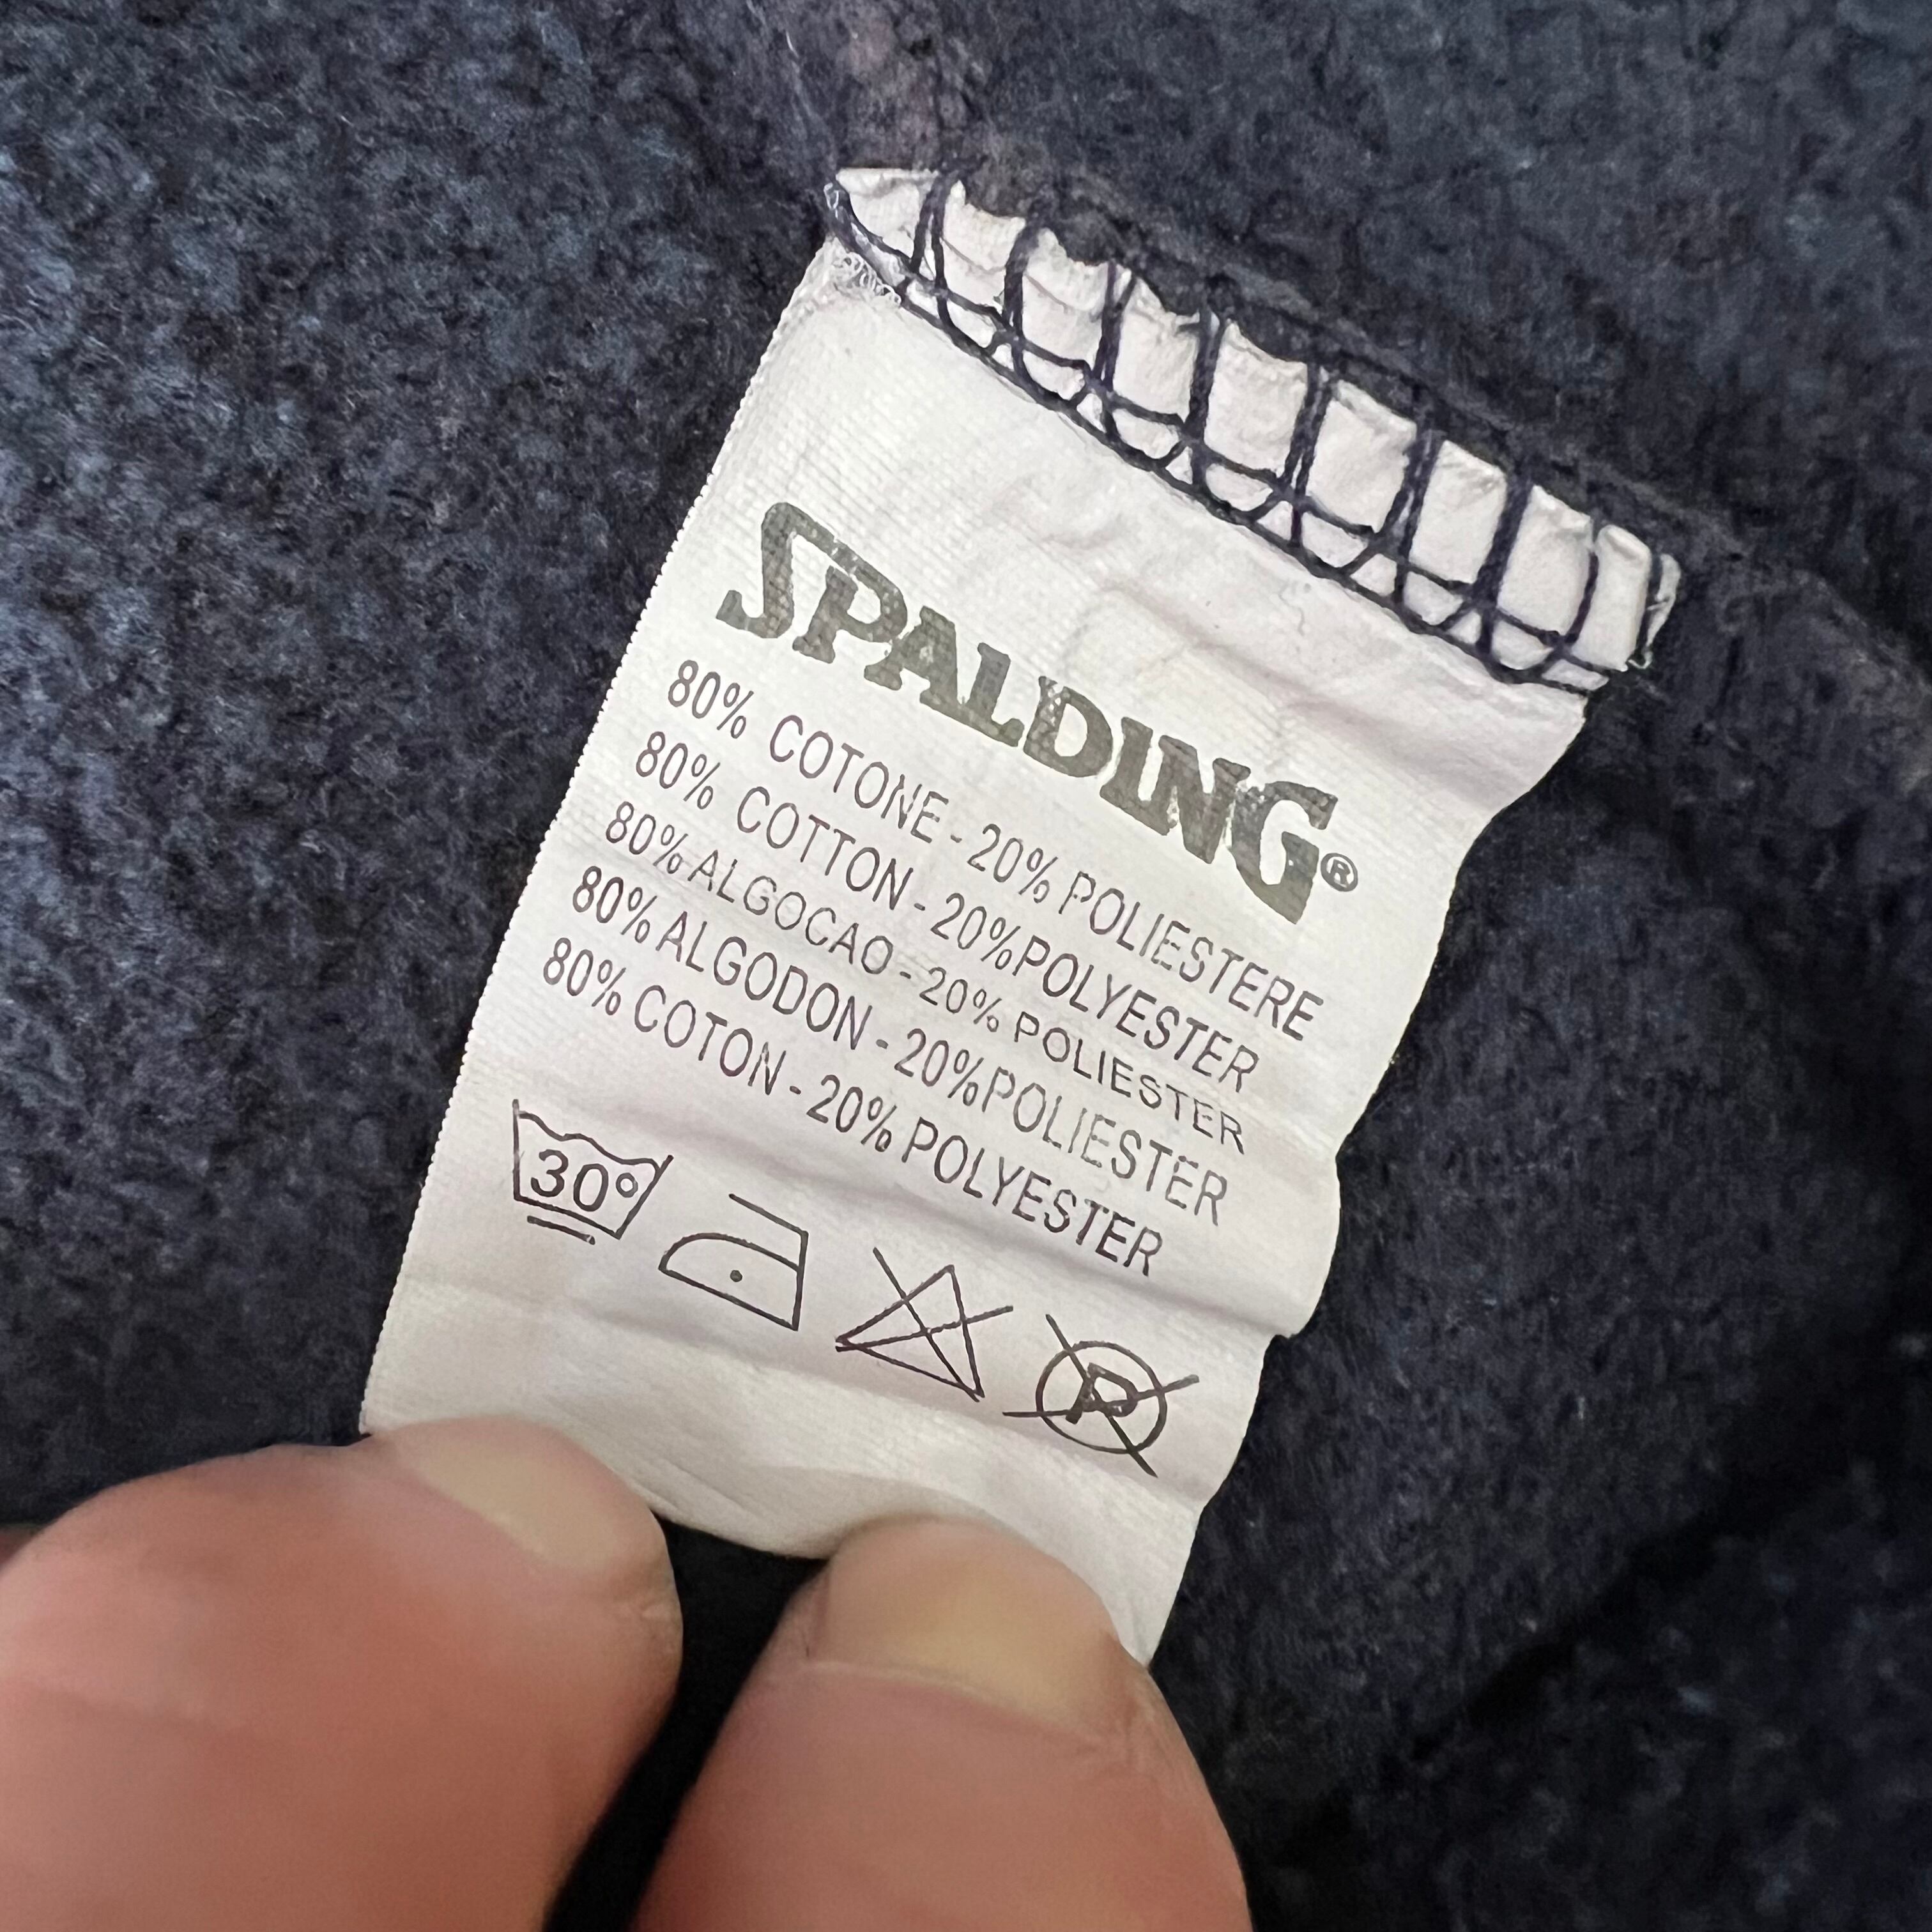 SPALDING®
80% COTONE - 20% POLIESTERE
80% COTTON - 20%POLYESTER
80% ALGOCAO - 20% POLIESTER
80% ALGODON - 20%POLIESTER
80% COTON - 20% POLYESTER
30°
P